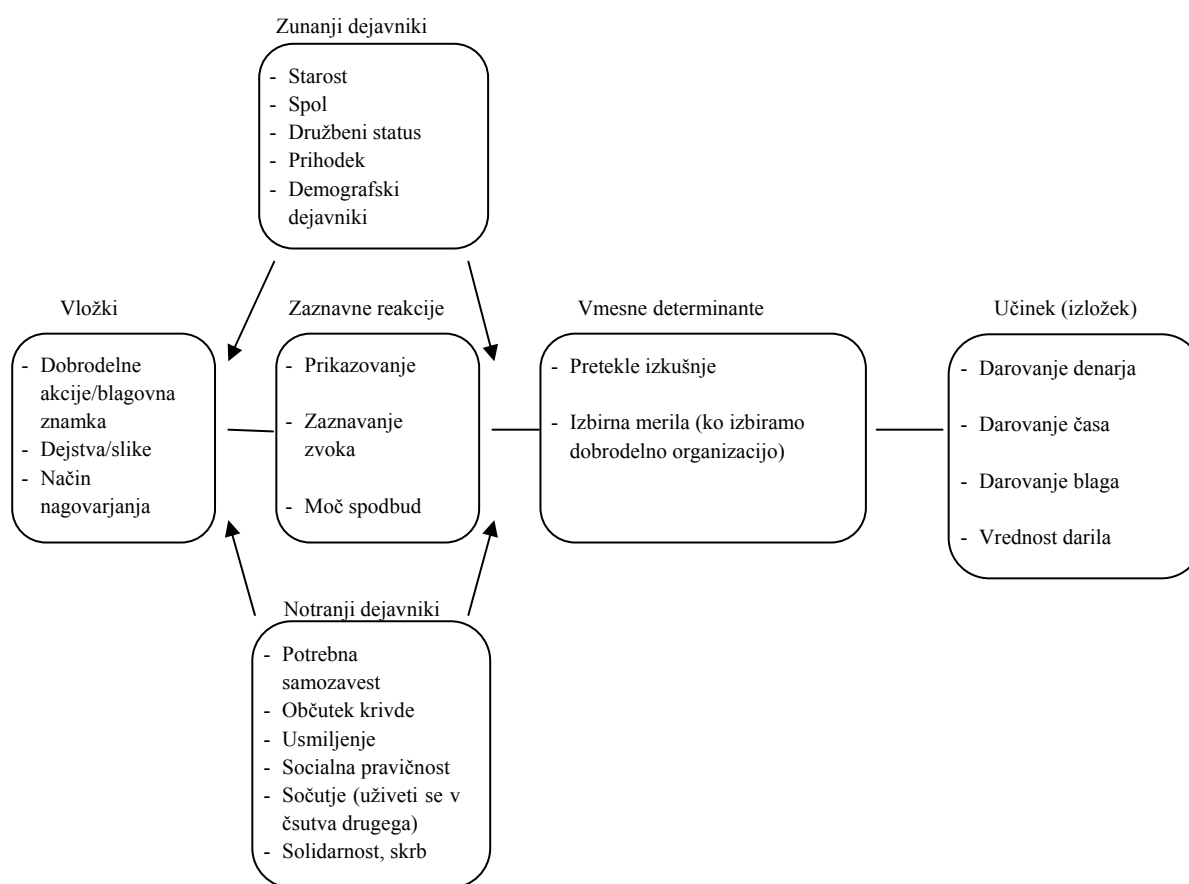 Zunanji dejavniki
- Starost
- Spol
- Družbeni status
- Prihodek
- Demografski
dejavniki
Vložki
- Dobrodelne
akcije/blagovna
znamka
- Dejstva/slike
- Način
nagovarjanja
Zaznavne reakcije
- Prikazovanje
- Zaznavanje
zvoka
- Moč spodbud
Vmesne determinante
- Pretekle izkušnje
- Izbirna merila (ko izbiramo
dobrodelno organizacijo)
Učinek (izložek)
- Darovanje denarja
- Darovanje časa
- Darovanje blaga
- Vrednost darila
Notranji dejavniki
- Potrebna
samozavest
- Občutek krivde
- Usmiljenje
- Socialna pravičnost
- Sočutje (uživeti se v
čsutva drugega)
- Solidarnost, skrb